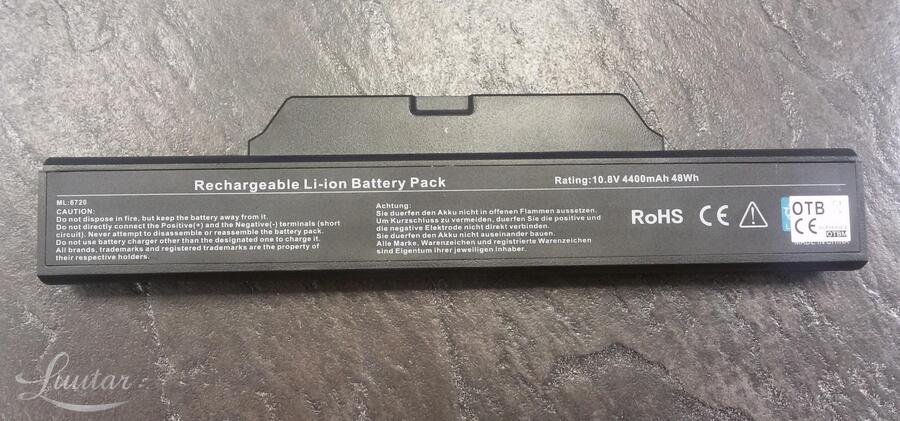 Rechargeable Li-ion Battery Pack
Rating:10.8V 4400mAh 48Wh
ML:6720
CAUTION:
Do not dispose in fire, but keep the battery away from it.
Do not directly connect the Positive(+) and the Negative(-) terminals (short
circuit). Never attempt to disassemble or reassemble the battery pack.
Do not use battery charger other than the designated one to charge it.
All brands, trademarks and registered trademarks are the property of
their respective holders.
Achtung:
Sie duerfen den Akku nicht in offenen Flammen aussetzen.
Um Kurzschluss zu vermeiden, duerfen Sie die positive und
die negative Elektrode nicht direkt verbinden.
Sie duerfen den Akku nicht auseinander bauen.
Alle Marke. Warenzeichen und registrierte Warenzeichen
sind Eigentum ihrer jeweiligen Inhaber.
RoHS CE
OTB
CE
OTBM
MADE IN CHINA
Luutar